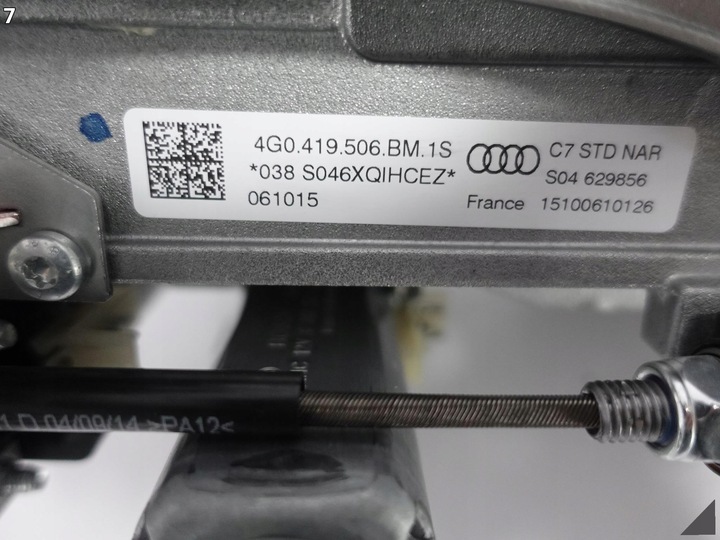 7
4G0.419.506.BM.1S
*038 S046XQIHCEZ*
061015
C7 STD NAR
S04 629856
France 15100610126
D 04/09/14 >PA12<